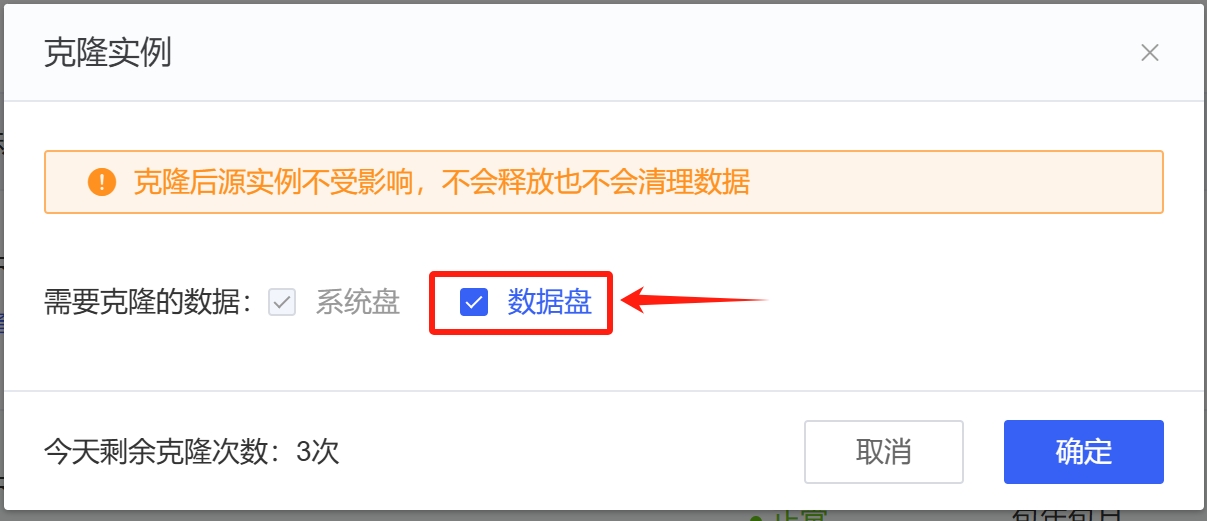 克隆实例
克隆后源实例不受影响，不会释放也不会清理数据
需要克隆的数据： 系统盘 数据盘
今天剩余克隆次数：3次 取消 确定